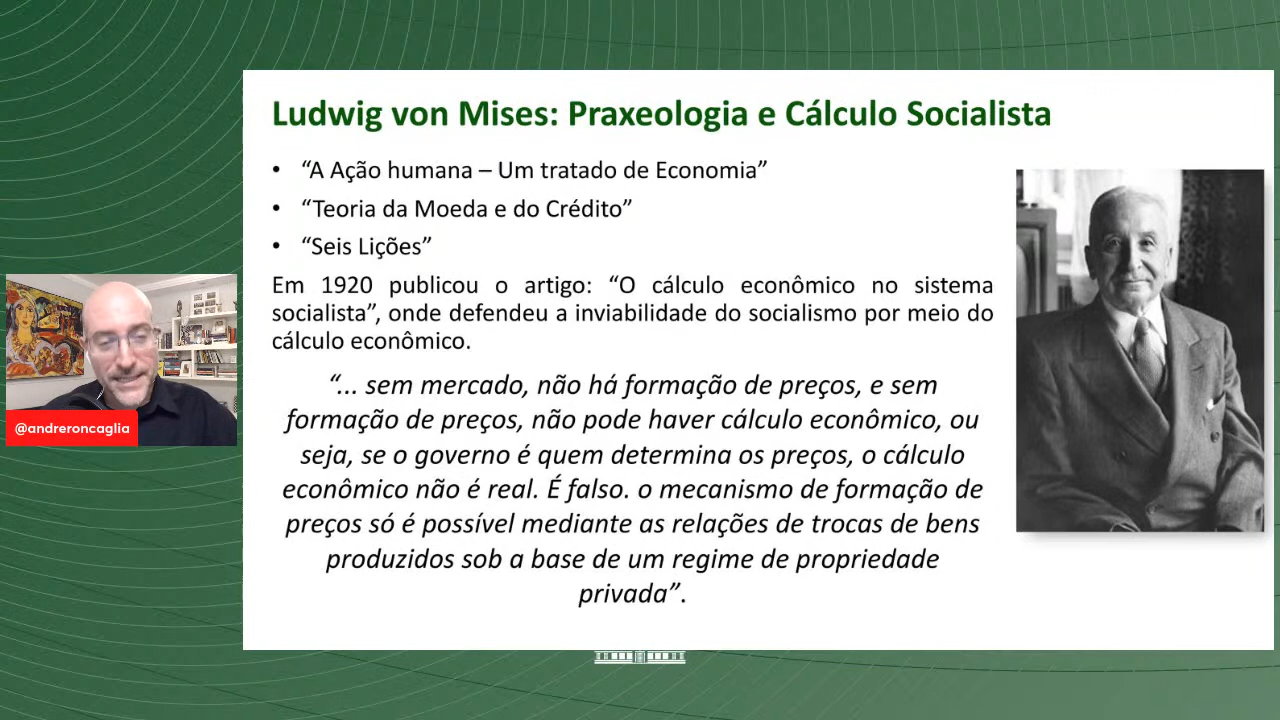 Ludwig von Mises: Praxeologia e Cálculo Socialista
• “A Ação humana – Um tratado de Economia”
• “Teoria da Moeda e do Crédito”
• “Seis Lições”
Em 1920 publicou o artigo: “O cálculo econômico no sistema
socialista”, onde defendeu a inviabilidade do socialismo por meio do
cálculo econômico.
“... sem mercado, não há formação de preços, e sem
formação de preços, não pode haver cálculo econômico, ou
seja, se o governo é quem determina os preços, o cálculo
econômico não é real. É falso. o mecanismo de formação de
preços só é possível mediante as relações de trocas de bens
produzidos sob a base de um regime de propriedade
privada”.
@andreroncaglia